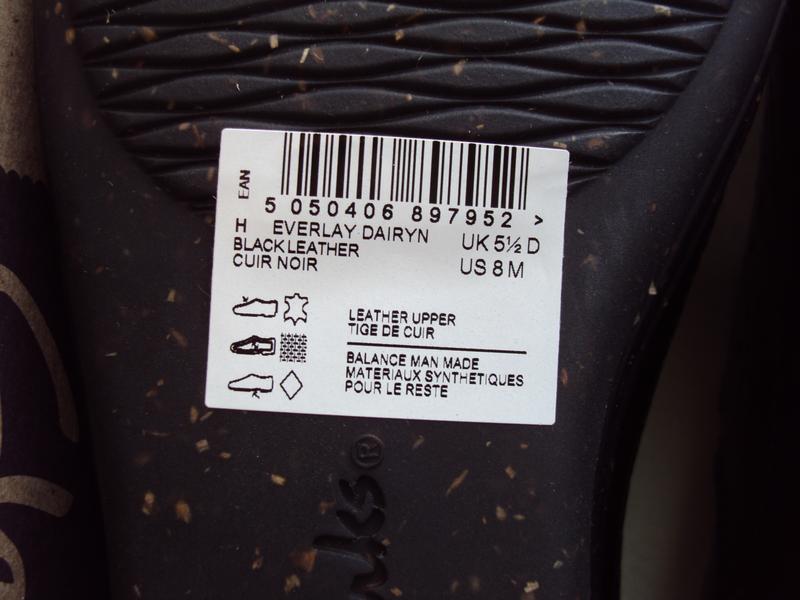 EAN
5 050406 897952 >
H EVERLAY DAIRYN UK 5½ D
BLACK LEATHER
CUIR NOIR US 8 M
LEATHER UPPER
TIGE DE CUIR
BALANCE MAN MADE
MATERIAUX SYNTHETIQUES
POUR LE RESTE